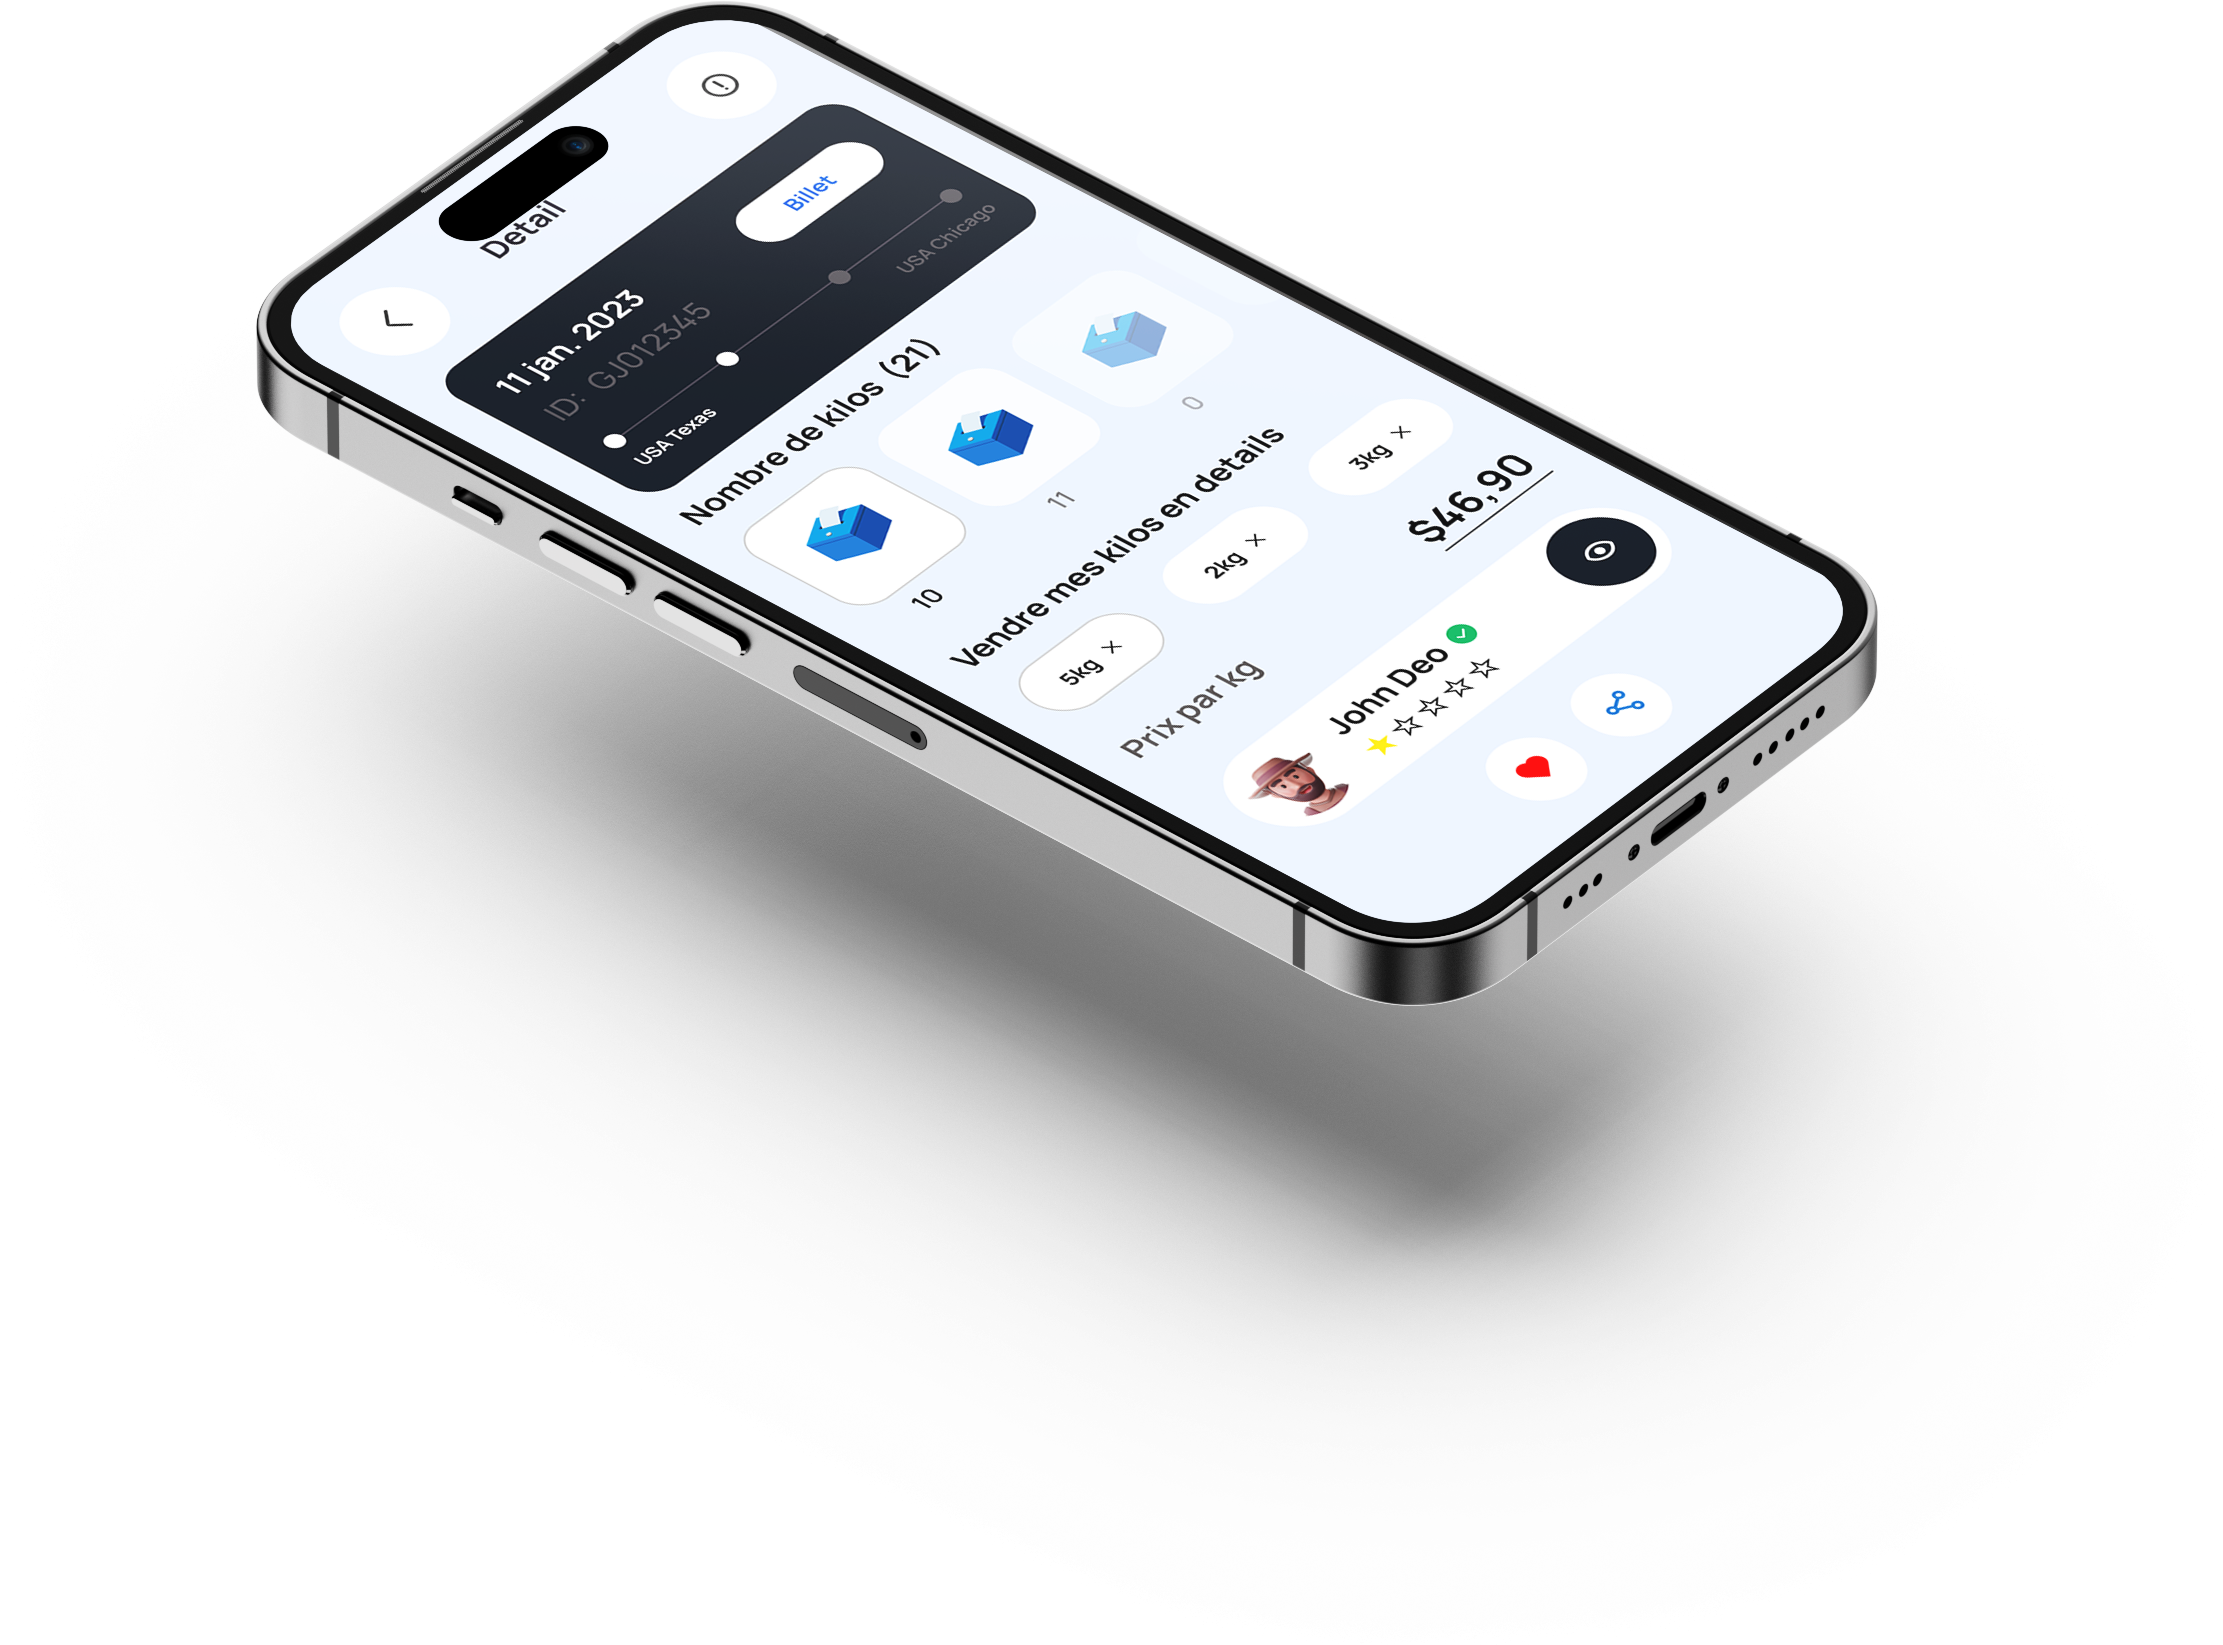 Detail
11 jan. 2023
Billet
ID: GJ012345
USA Texas
USA Chicago
Nombre de kilos (21)
10
11
0
Vendre mes kilos en details
5kg
2kg
3kg
Prix par kg
$46,90
John Deo